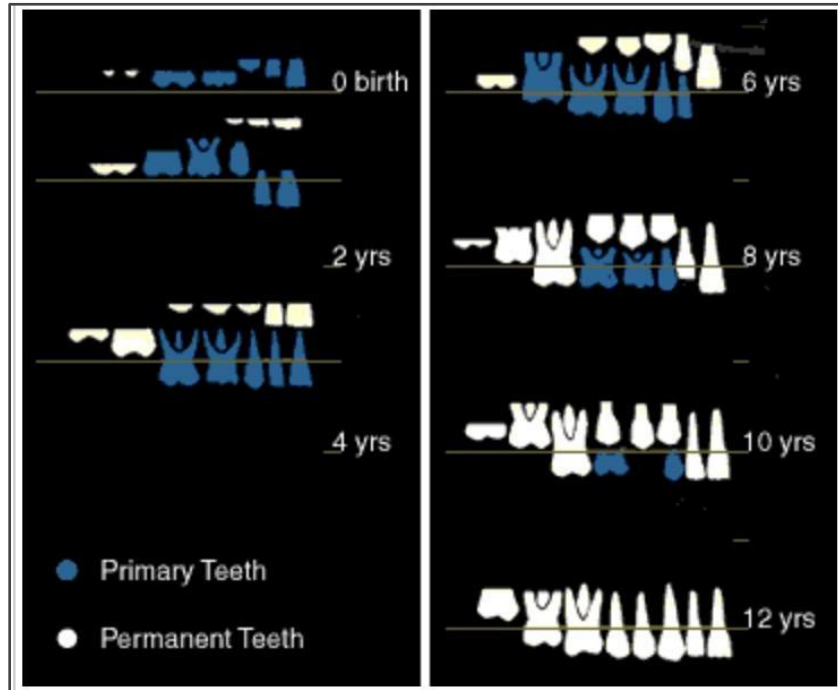 0 birth
2 yrs
4 yrs
Primary Teeth
Permanent Teeth
6 yrs
8 yrs
10 yrs
12 yrs